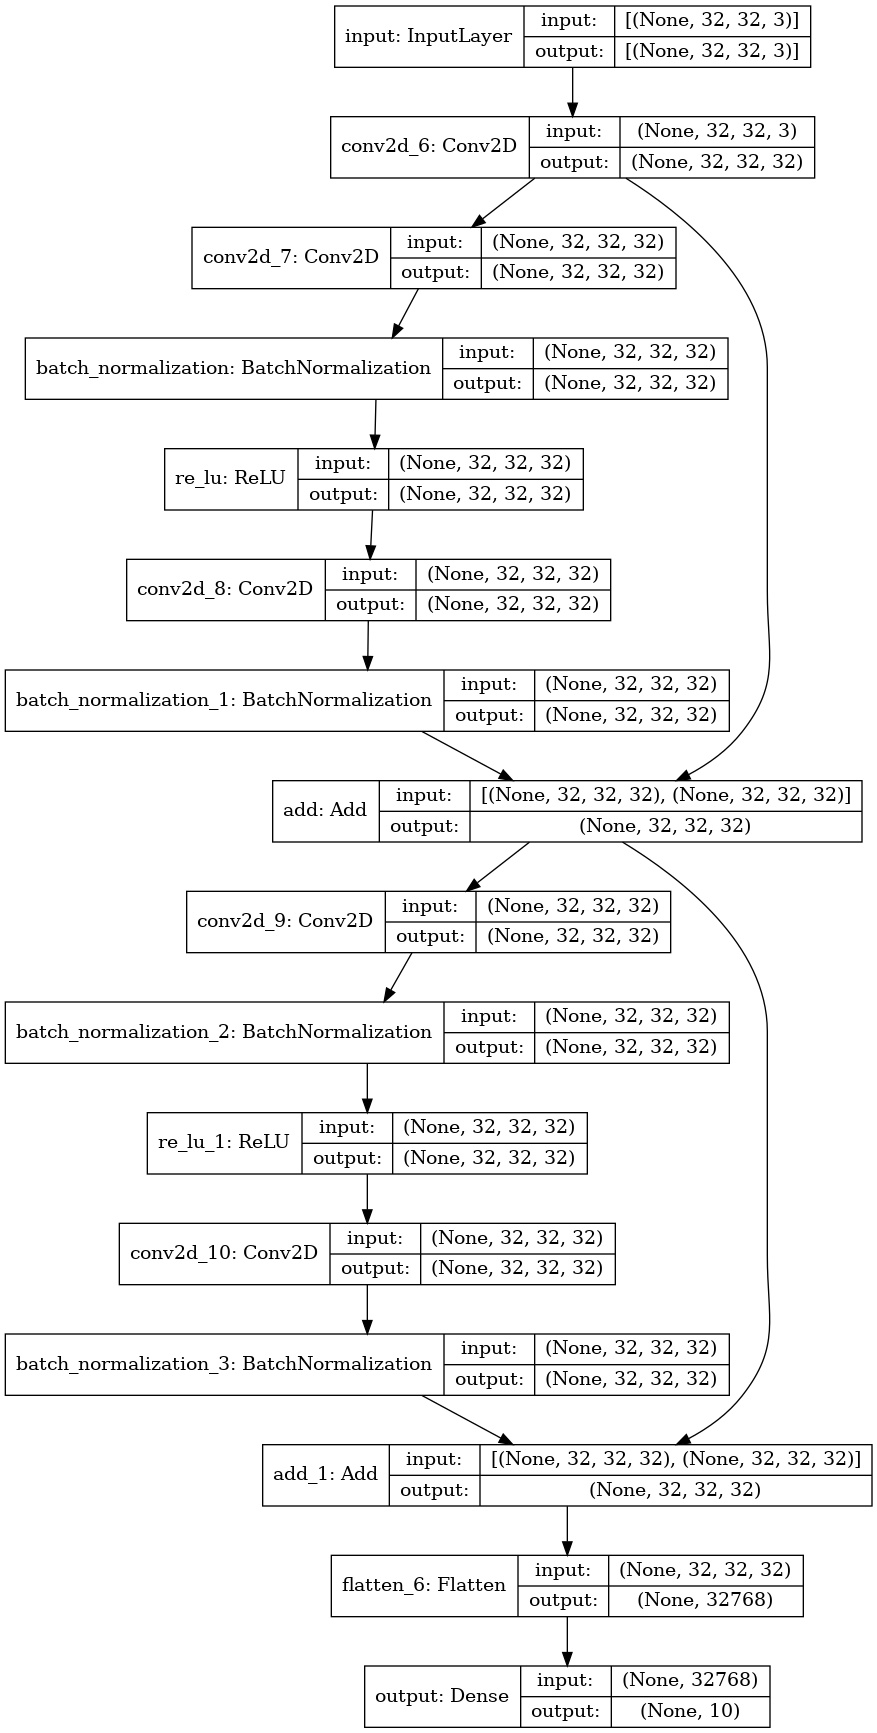 input: InputLayer
input:
[(None, 32, 32, 3)]
output:
[(None, 32, 32, 3)]
conv2d_6: Conv2D
input:
(None, 32, 32, 3)
output:
(None, 32, 32, 32)
conv2d_7: Conv2D
input:
(None, 32, 32, 32)
output:
(None, 32, 32, 32)
batch_normalization: BatchNormalization
input:
(None, 32, 32, 32)
output:
(None, 32, 32, 32)
re_lu: ReLU
input:
(None, 32, 32, 32)
output:
(None, 32, 32, 32)
conv2d_8: Conv2D
input:
(None, 32, 32, 32)
output:
(None, 32, 32, 32)
batch_normalization_1: BatchNormalization
input:
(None, 32, 32, 32)
output:
(None, 32, 32, 32)
add: Add
input:
[(None, 32, 32, 32), (None, 32, 32, 32)]
output:
(None, 32, 32, 32)
conv2d_9: Conv2D
input:
(None, 32, 32, 32)
output:
(None, 32, 32, 32)
batch_normalization_2: BatchNormalization
input:
(None, 32, 32, 32)
output:
(None, 32, 32, 32)
re_lu_1: ReLU
input:
(None, 32, 32, 32)
output:
(None, 32, 32, 32)
conv2d_10: Conv2D
input:
(None, 32, 32, 32)
output:
(None, 32, 32, 32)
batch_normalization_3: BatchNormalization
input:
(None, 32, 32, 32)
output:
(None, 32, 32, 32)
add_1: Add
input:
[(None, 32, 32, 32), (None, 32, 32, 32)]
output:
(None, 32, 32, 32)
flatten_6: Flatten
input:
(None, 32, 32, 32)
output:
(None, 32768)
output: Dense
input:
(None, 32768)
output:
(None, 10)